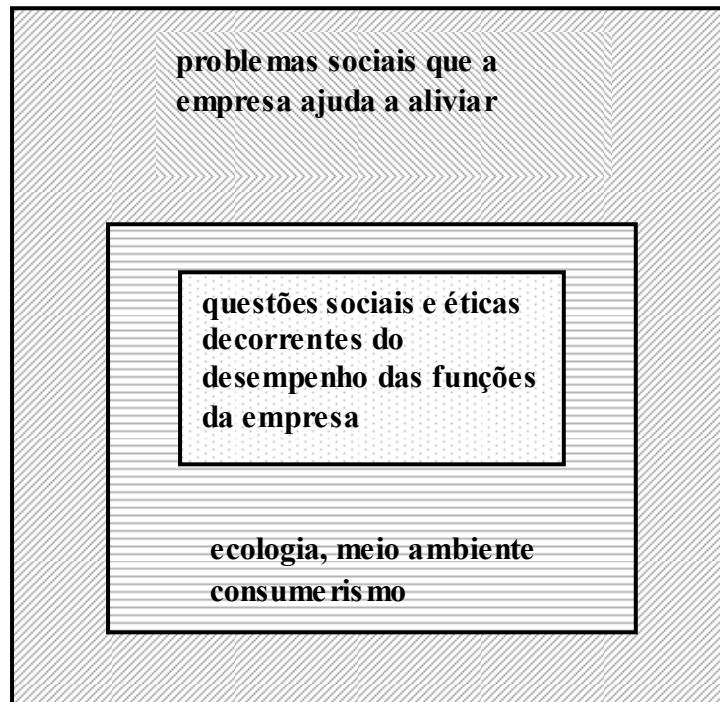 problemas sociais que a
empresa ajuda a aliviar
questões sociais e éticas
decorrentes do
desempenho das funções
da empresa
ecologia, meio ambiente
consumerismo